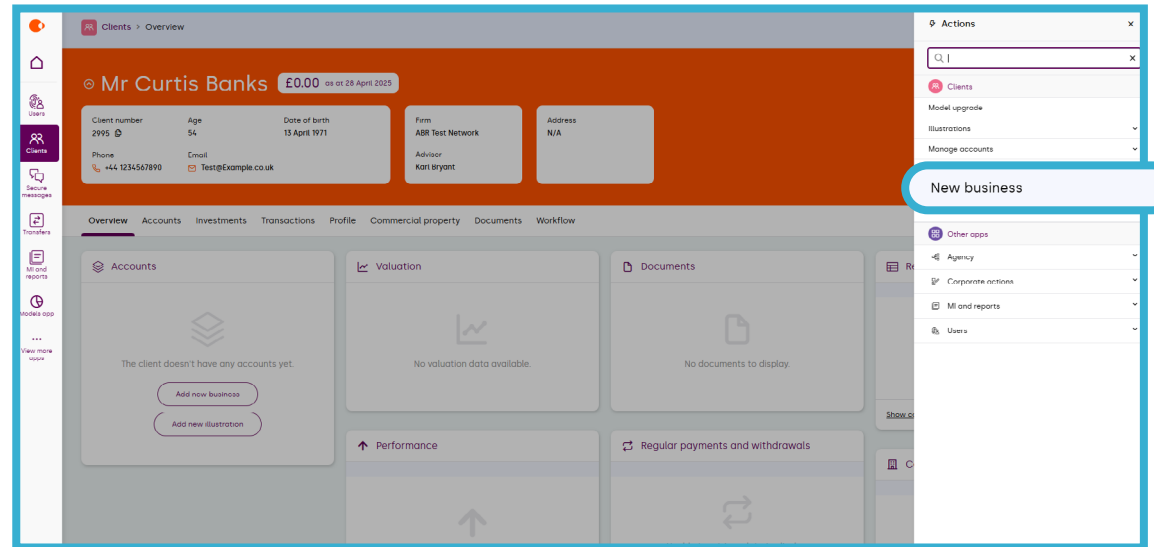 Clients > Overview
Mr Curtis Banks £0.00 as at 28 April 2025
Client number
2995
Age
54
Date of birth
13 April 1971
Phone
+44 1234567890
Email
Test@Example.co.uk
Firm
ABR Test Network
Advisor
Karl Bryant
Address
N/A
Users
Clients
Secure
messages
Transfers
MI and
reports
Models app
View more
apps
Overview Accounts Investments Transactions Profile Commercial property Documents Workflow
Accounts
The client doesn't have any accounts yet.
Add new business
Add new illustration
Valuation
No valuation data available.
Documents
No documents to display.
Show
Performance
Regular payments and withdrawals
Actions
Clients
Model upgrade
Illustrations
Manage accounts
New business
Other apps
Agency
Corporate actions
MI and reports
Users